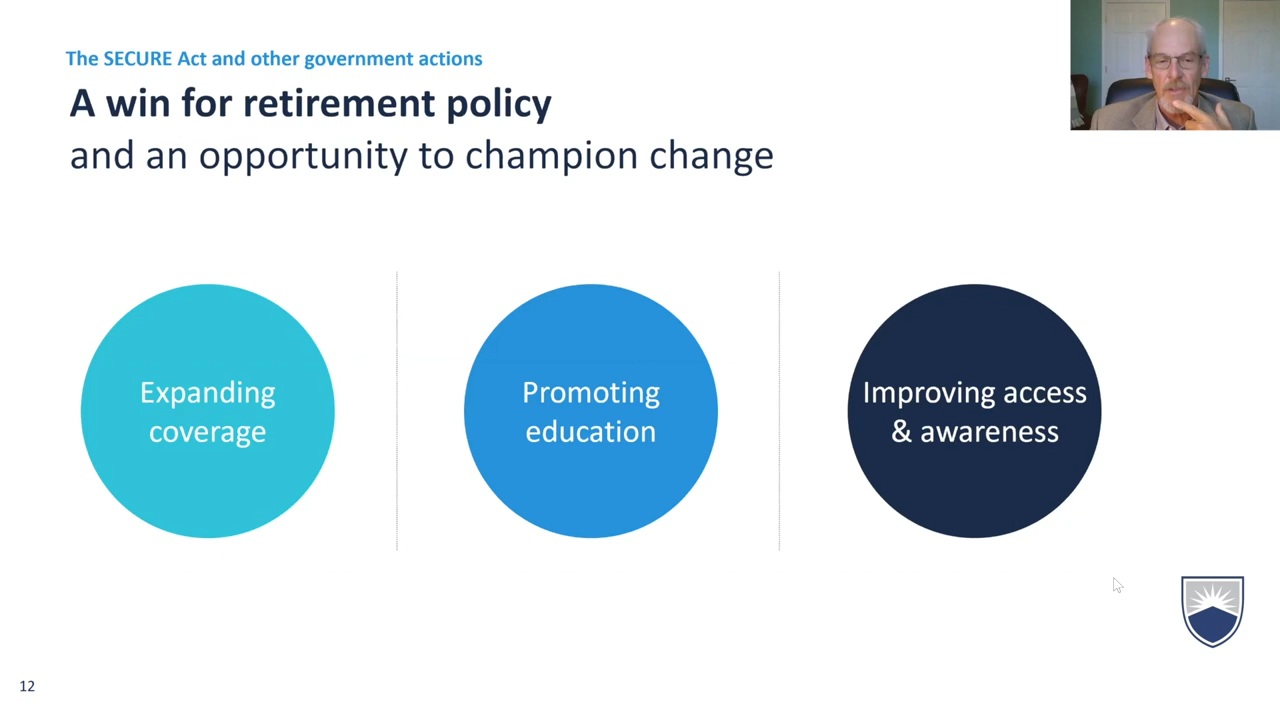 The SECURE Act and other government actions
A win for retirement policy
and an opportunity to champion change
Expanding
coverage
Promoting
education
Improving access
& awareness
12